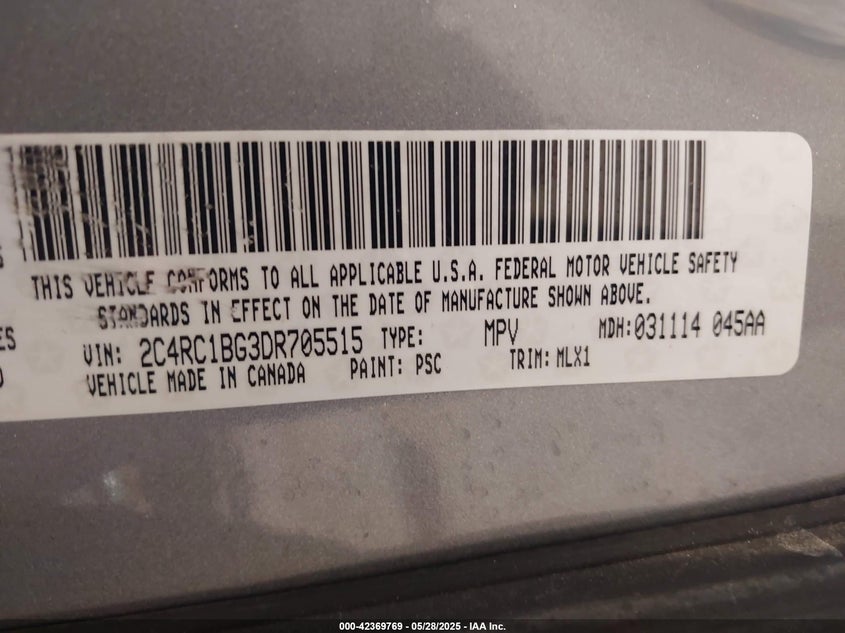 THIS VEHICLE CONFORMS TO ALL APPLICABLE U.S.A. FEDERAL MOTOR VEHICLE SAFETY
STANDARDS IN EFFECT ON THE DATE OF MANUFACTURE SHOWN ABOVE.
VIN: 2C4RC1BG3DR705515 TYPE: MPV MDH:031114 045AA
VEHICLE MADE IN CANADA PAINT: PSC TRIM: MLX1
000-42369769 - 05/28/2025 - IAA Inc.